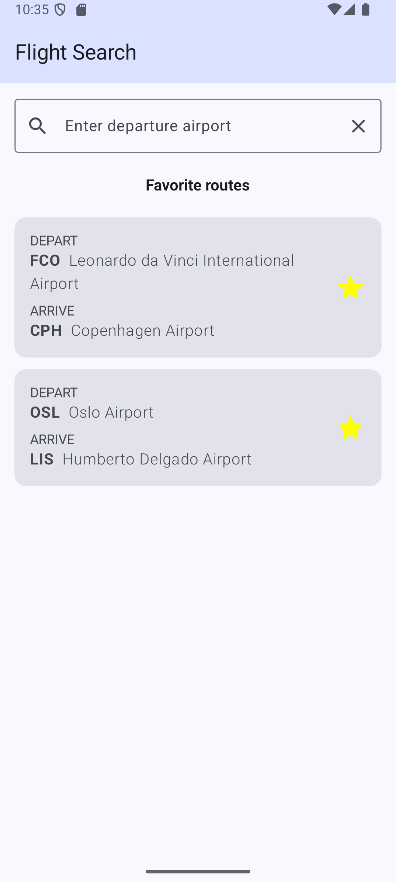 10:35
Flight Search
Enter departure airport
Favorite routes
DEPART
FCO Leonardo da Vinci International
Airport
ARRIVE
CPH Copenhagen Airport
DEPART
OSL Oslo Airport
ARRIVE
LIS Humberto Delgado Airport